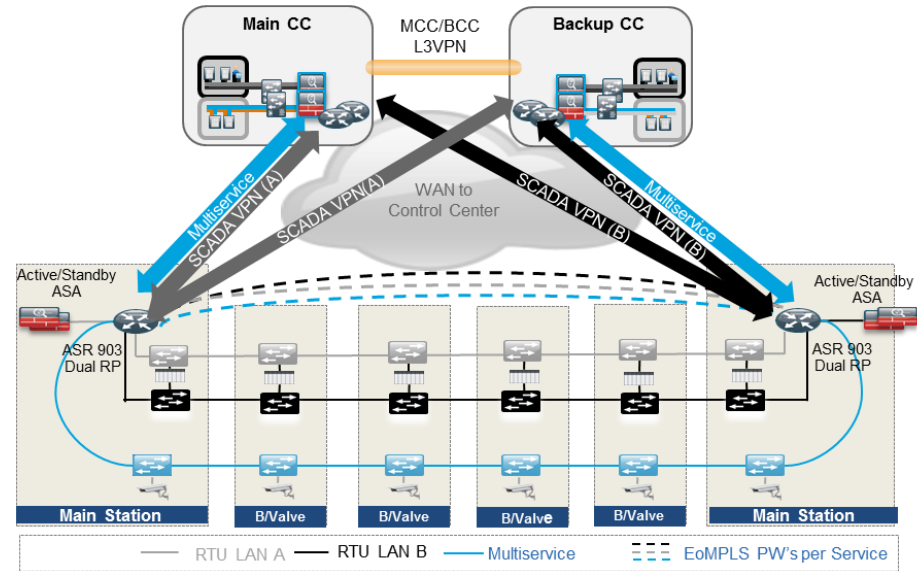 Main CC
MCC/BCC
L3VPN
Backup CC
Multiservice
SCADA VPN (A)
SCADA VPN(A)
WAN to
Control Center
SCADA VPN (B)
SCADA VPN (B)
Multiservice
Active/Standby
ASA
Active/Standby
ASA
ASR 903
Dual RP
ASR 903
Dual RP
Main Station
B/Valve
B/Valve
B/Valve
B/Valve
Main Station
RTU LAN A
RTU LAN B
Multiservice
EoMPLS PW's per Service